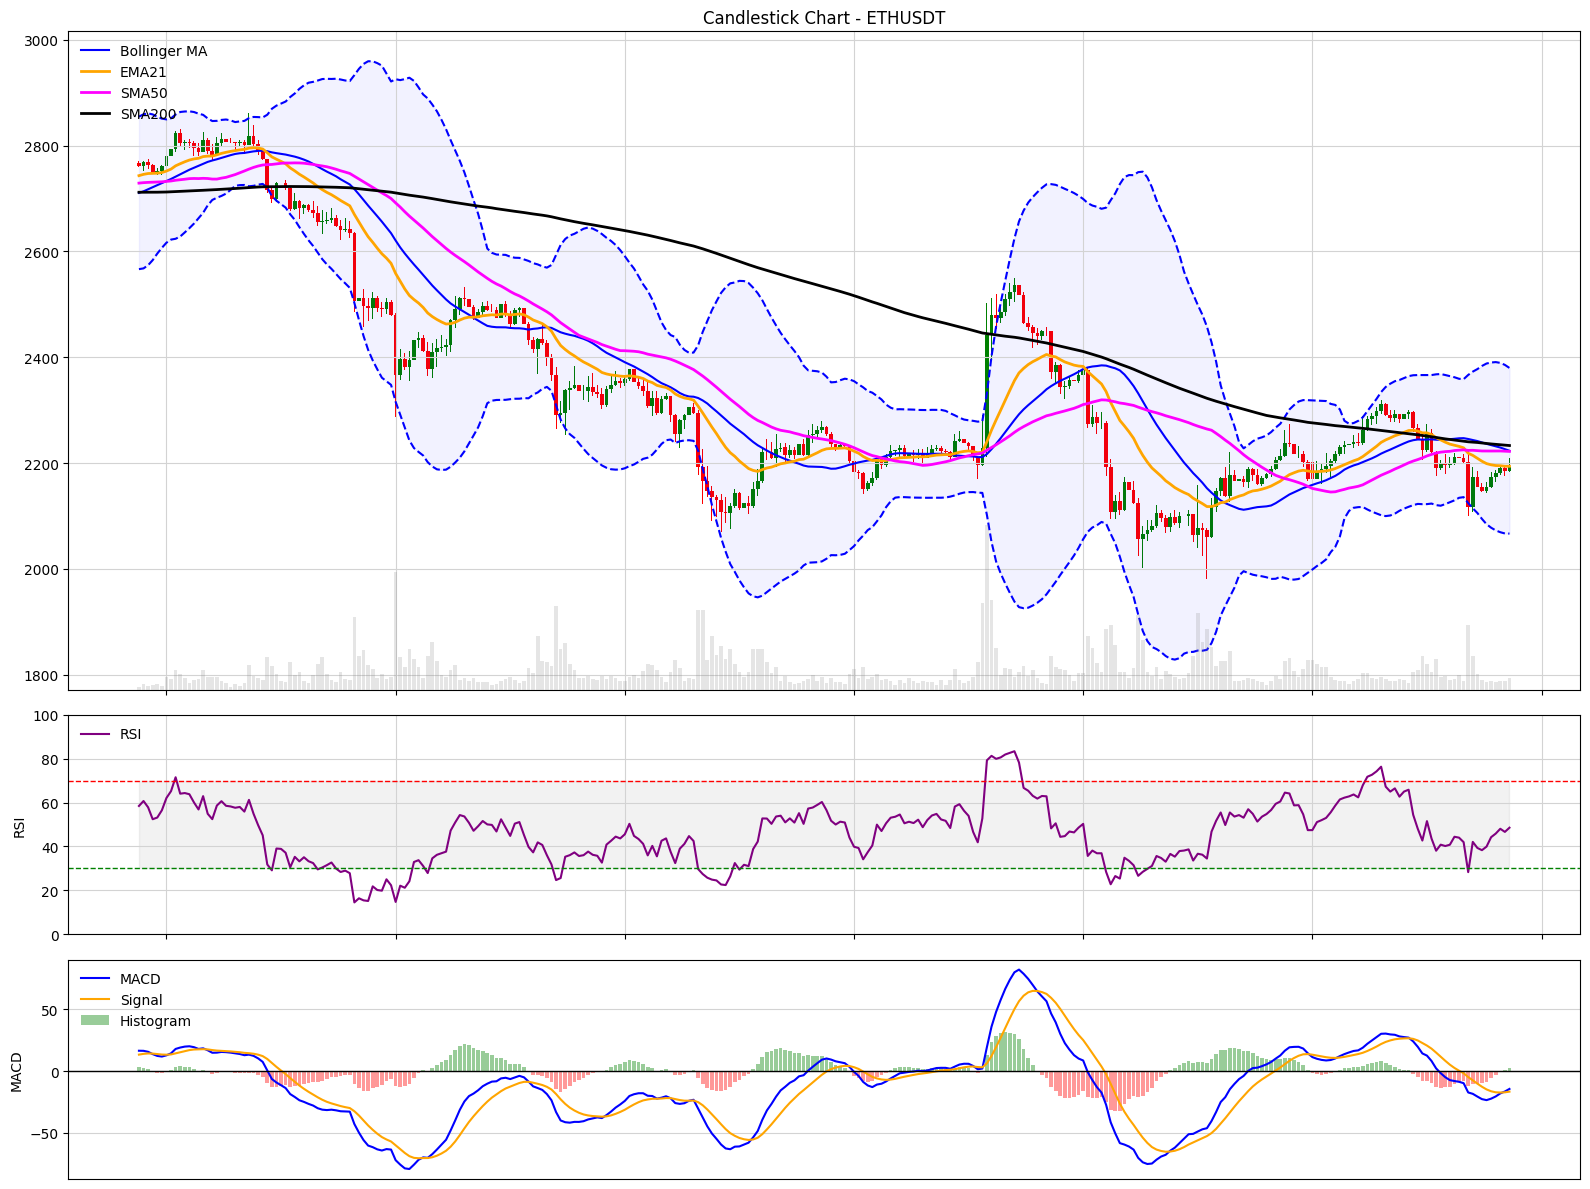 Candlestick Chart - ETHUSDT
Bollinger MA
EMA21
SMA50
SMA200
3000
2800
2600
2400
2200
2000
1800
RSI
RSI
100
80
60
40
20
0
MACD
Signal
Histogram
MACD
50
0
−50